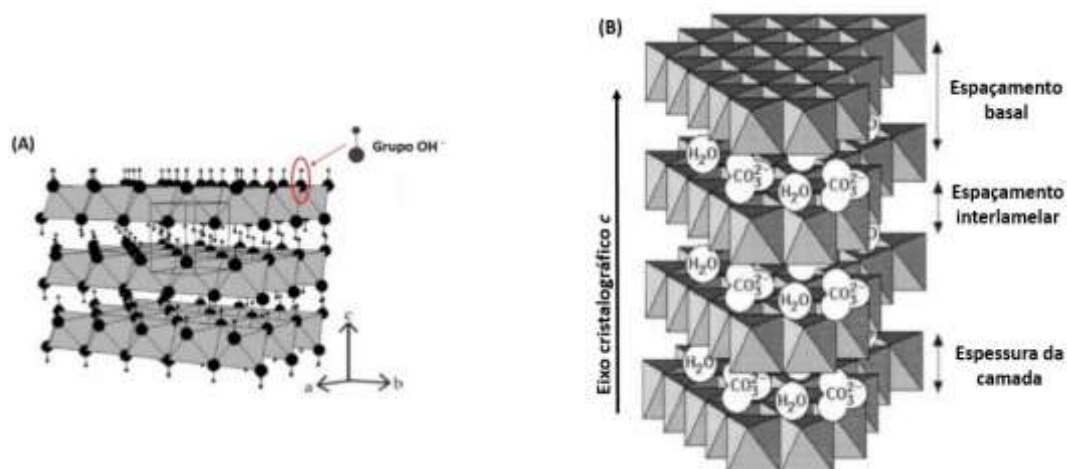 (A)
Grupo OH⁻
c
a
b
(B)
Eixo cristalográfico c
H₂O
CO₃²⁻
H₂O
CO₃²⁻
H₂O
CO₃²⁻
H₂O
CO₃²⁻
H₂O
CO₃²⁻
H₂O
CO₃²⁻
Espaçamento
basal
Espaçamento
interlamelar
Espessura da
camada